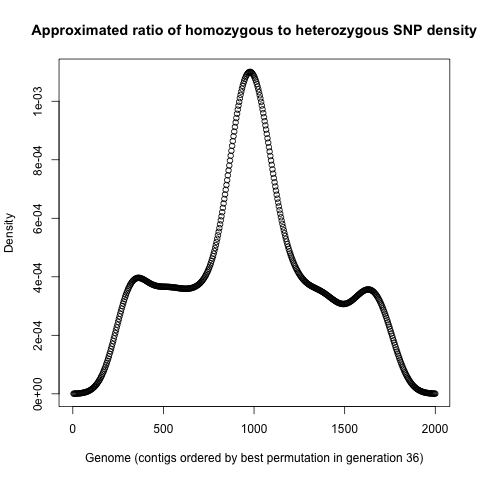 Approximated ratio of homozygous to heterozygous SNP density
Density
1e-03
8e-04
6e-04
4e-04
2e-04
0e+00
0 500 1000 1500 2000
Genome (contigs ordered by best permutation in generation 36)